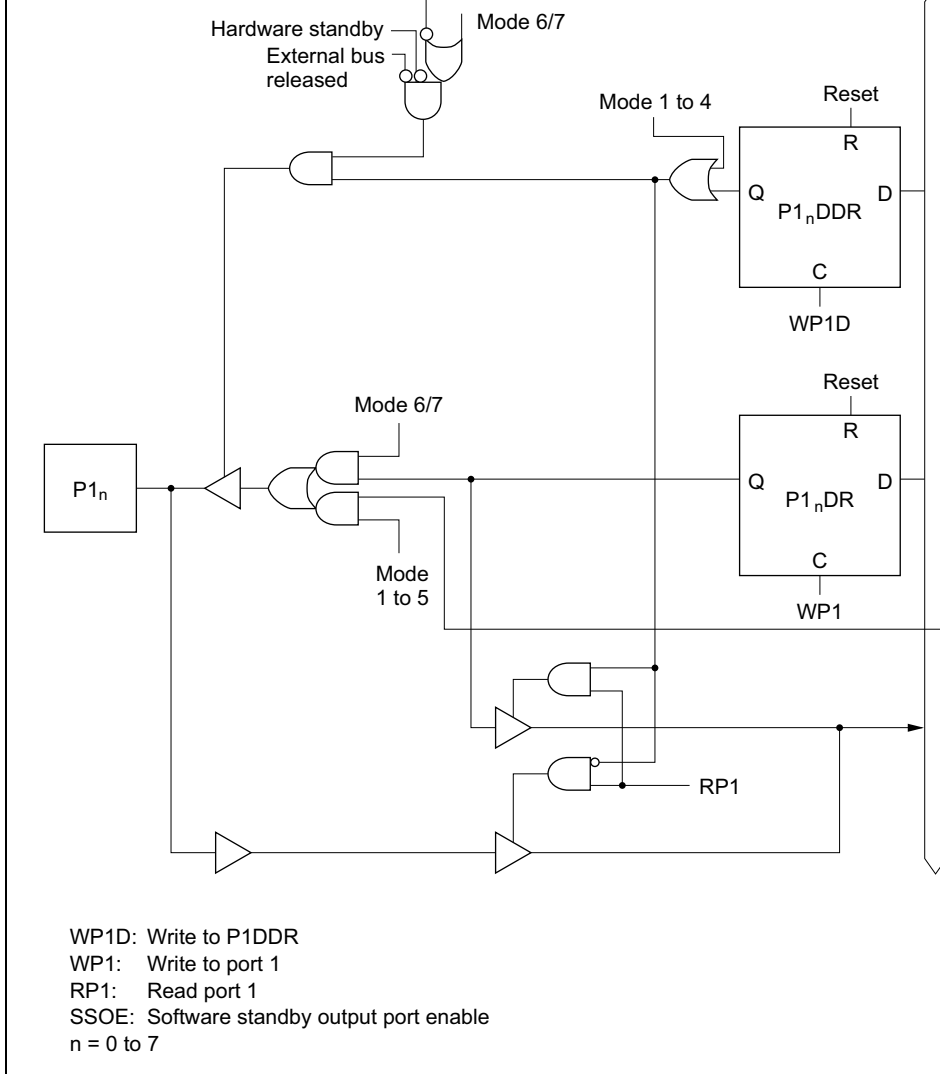 Hardware standby
Mode 6/7
External bus
released
Mode 1 to 4
Reset
R
Q
D
P1nDDR
C
WP1D
Reset
Mode 6/7
R
P1n
Q
D
P1nDR
C
Mode
1 to 5
WP1
RP1
WP1D: Write to P1DDR
WP1: Write to port 1
RP1: Read port 1
SSOE: Software standby output port enable
n = 0 to 7